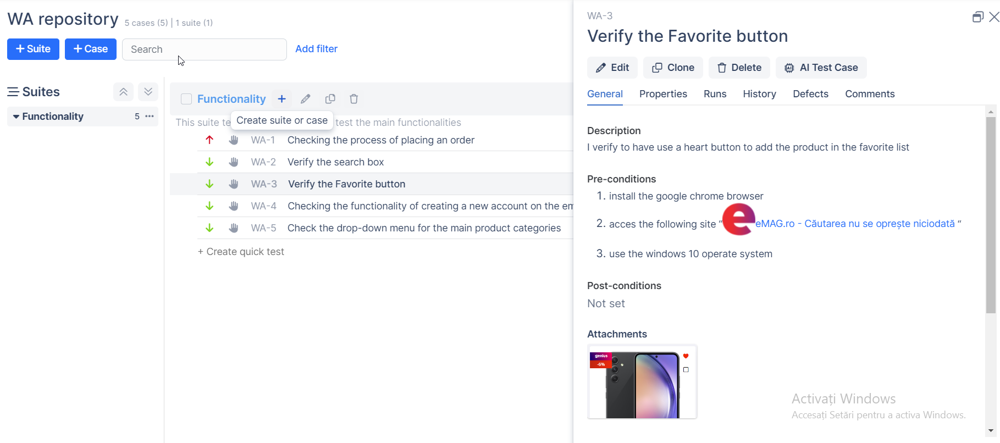 WA repository 5 cases (5) | 1 suite (1)
+ Suite
+ Case
Search
Add filter
Suites
Functionality 5
Functionality
Create suite or case
This suite te test the main functionalities
WA-1 Checking the process of placing an order
WA-2 Verify the search box
WA-3 Verify the Favorite button
WA-4 Checking the functionality of creating a new account on the em
WA-5 Check the drop-down menu for the main product categories
+ Create quick test
WA-3
Verify the Favorite button
Edit
Clone
Delete
AI Test Case
General Properties Runs History Defects Comments
Description
I verify to have use a heart button to add the product in the favorite list
Pre-conditions
1. install the google chrome browser
2. acces the following site “ eMAG.ro - Căutarea nu se oprește niciodată “
3. use the windows 10 operate system
Post-conditions
Not set
Attachments
genius
-6%
Activați Windows
Accesați Setări pentru a activa Windows.